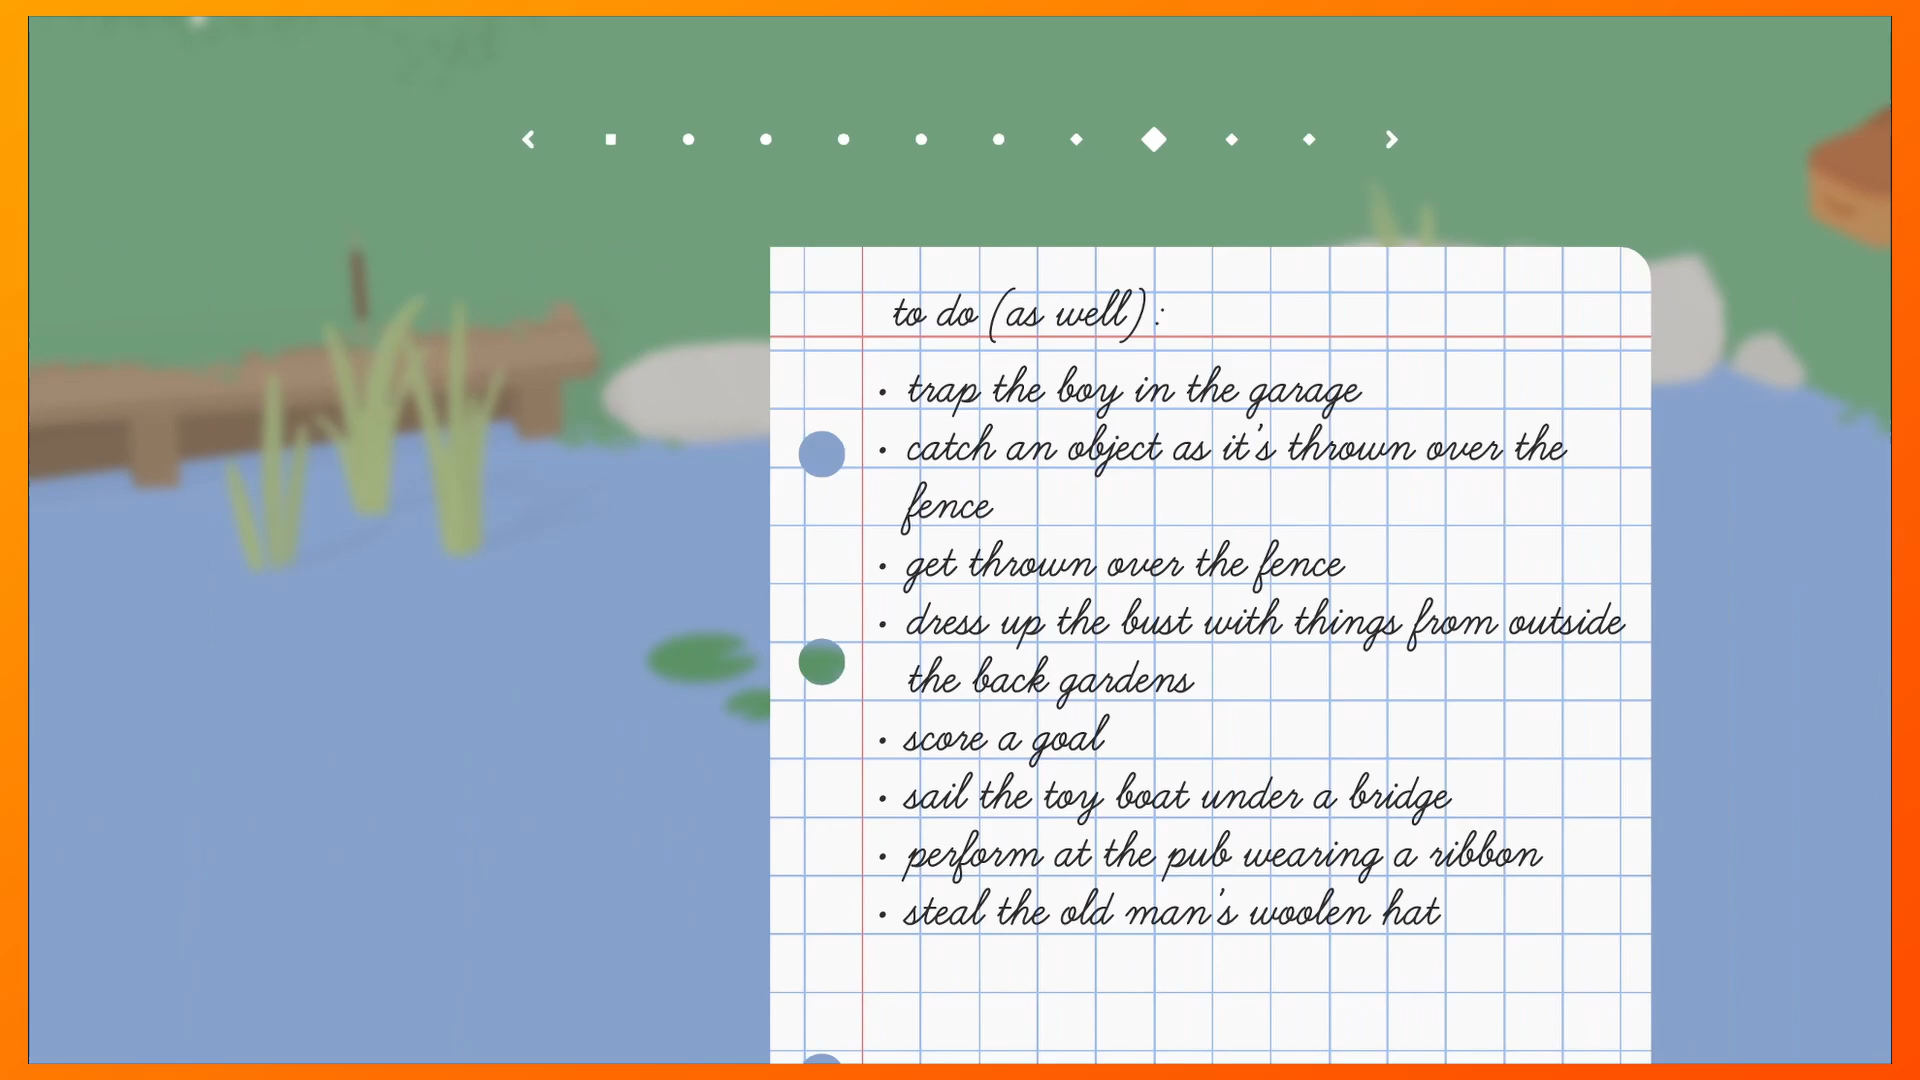 to do (as well) :
• trap the boy in the garage
• catch an object as it's thrown over the
fence
• get thrown over the fence
• dress up the bust with things from outside
the back gardens
• score a goal
• sail the toy boat under a bridge
• perform at the pub wearing a ribbon
• steal the old man's woolen hat